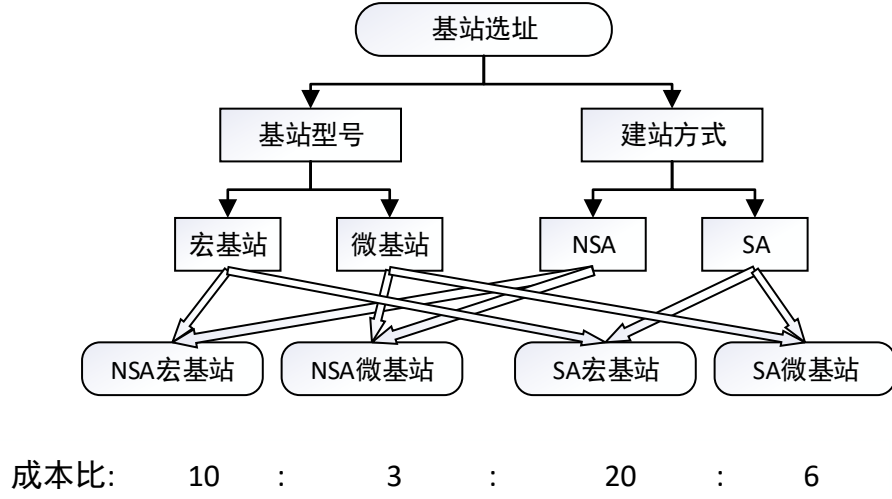 基站选址
基站型号 建站方式
宏基站 微基站 NSA SA
NSA宏基站 NSA微基站 SA宏基站 SA微基站
成本比: 10 : 3 : 20 : 6